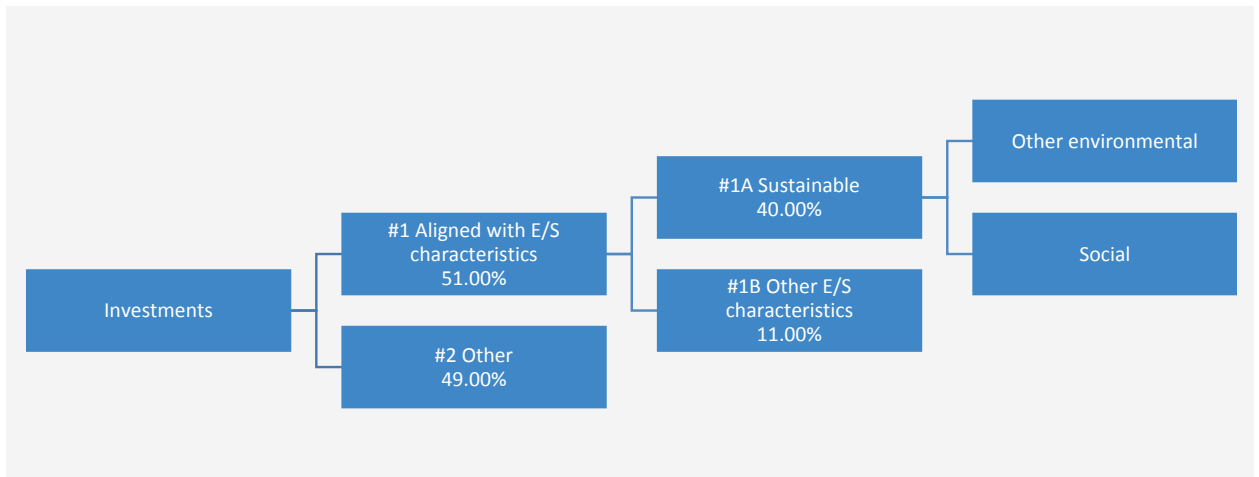 Investments
#1 Aligned with E/S
characteristics
51.00%
#2 Other
49.00%
#1A Sustainable
40.00%
#1B Other E/S
characteristics
11.00%
Other environmental
Social